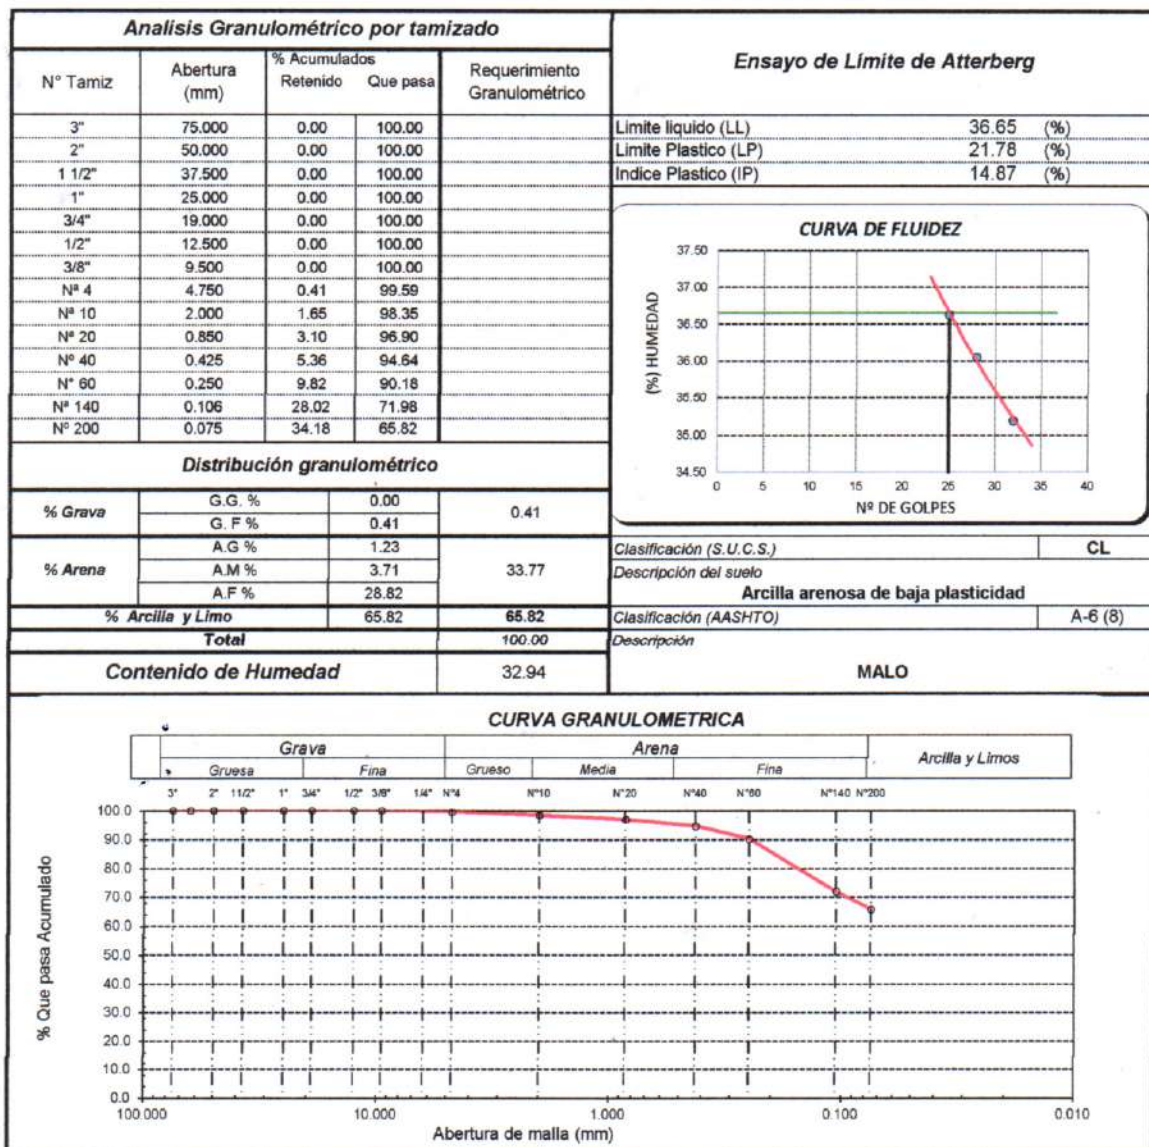 Analisis Granulométrico por tamizado
N° Tamiz Abertura (mm) % Acumulados Retenido Que pasa Requerimiento Granulométrico
3" 75.000 0.00 100.00
2" 50.000 0.00 100.00
1 1/2" 37.500 0.00 100.00
1" 25.000 0.00 100.00
3/4" 19.000 0.00 100.00
1/2" 12.500 0.00 100.00
3/8" 9.500 0.00 100.00
Nª 4 4.750 0.41 99.59
Nª 10 2.000 1.65 98.35
Nª 20 0.850 3.10 96.90
Nº 40 0.425 5.36 94.64
N° 60 0.250 9.82 90.18
Nª 140 0.106 28.02 71.98
Nº 200 0.075 34.18 65.82
Distribución granulométrico
% Grava G.G. % 0.00 0.41
G. F % 0.41
% Arena A.G % 1.23 33.77
A.M % 3.71
A.F % 28.82
% Arcilla y Limo 65.82 65.82
Total 100.00
Contenido de Humedad 32.94
Ensayo de Límite de Atterberg
Limite liquido (LL) 36.65 (%)
Limite Plastico (LP) 21.78 (%)
Indice Plastico (IP) 14.87 (%)
CURVA DE FLUIDEZ
(%) HUMEDAD
37.50
37.00
36.50
36.00
35.50
35.00
34.50
0 5 10 15 20 25 30 35 40
Nº DE GOLPES
Clasificación (S.U.C.S.) CL
Descripción del suelo
Arcilla arenosa de baja plasticidad
Clasificación (AASHTO) A-6 (8)
Descripción
MALO
CURVA GRANULOMETRICA
Grava Arena Arcilla y Limos
Gruesa Fina Grueso Media Fina
3" 2" 11/2" 1" 3/4" 1/2" 3/8" 1/4" N°4 N°10 N°20 N°40 N°60 N°140 N°200
% Que pasa Acumulado
100.0
90.0
80.0
70.0
60.0
50.0
40.0
30.0
20.0
10.0
0.0
100.000 10.000 1.000 0.100 0.010
Abertura de malla (mm)